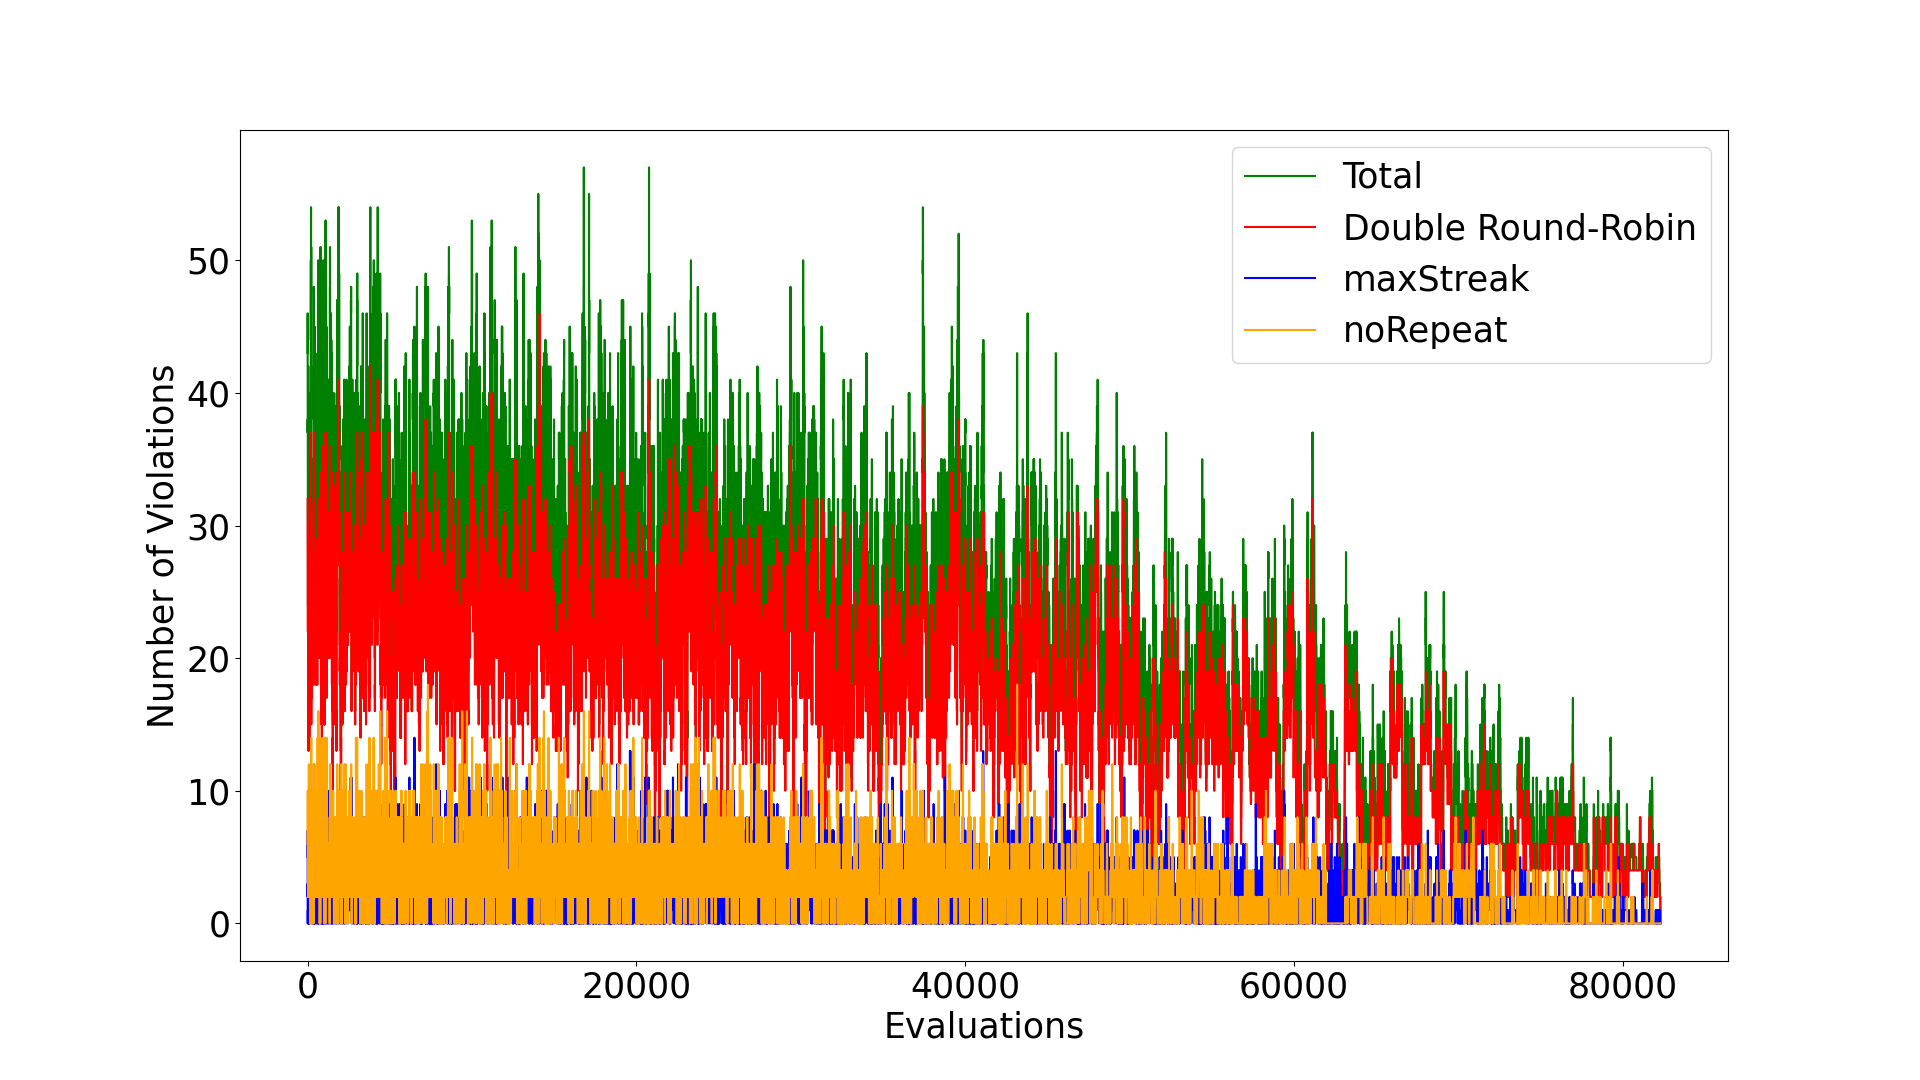 Total
Double Round-Robin
maxStreak
noRepeat
Number of Violations
50
40
30
20
10
0
0 20000 40000 60000 80000
Evaluations